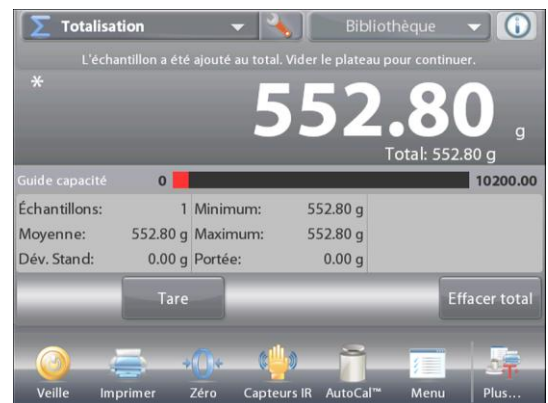 Σ Totalisation Bibliothèque
L'échantillon a été ajouté au total. Vider le plateau pour continuer.
*
552.80 g
Total: 552.80 g
Guide capacité 0 10200.00
Échantillons: 1 Minimum: 552.80 g
Moyenne: 552.80 g Maximum: 552.80 g
Dév. Stand: 0.00 g Portée: 0.00 g
Tare Effacer total
Veille Imprimer Zéro Capteurs IR AutoCal™ Menu Plus...